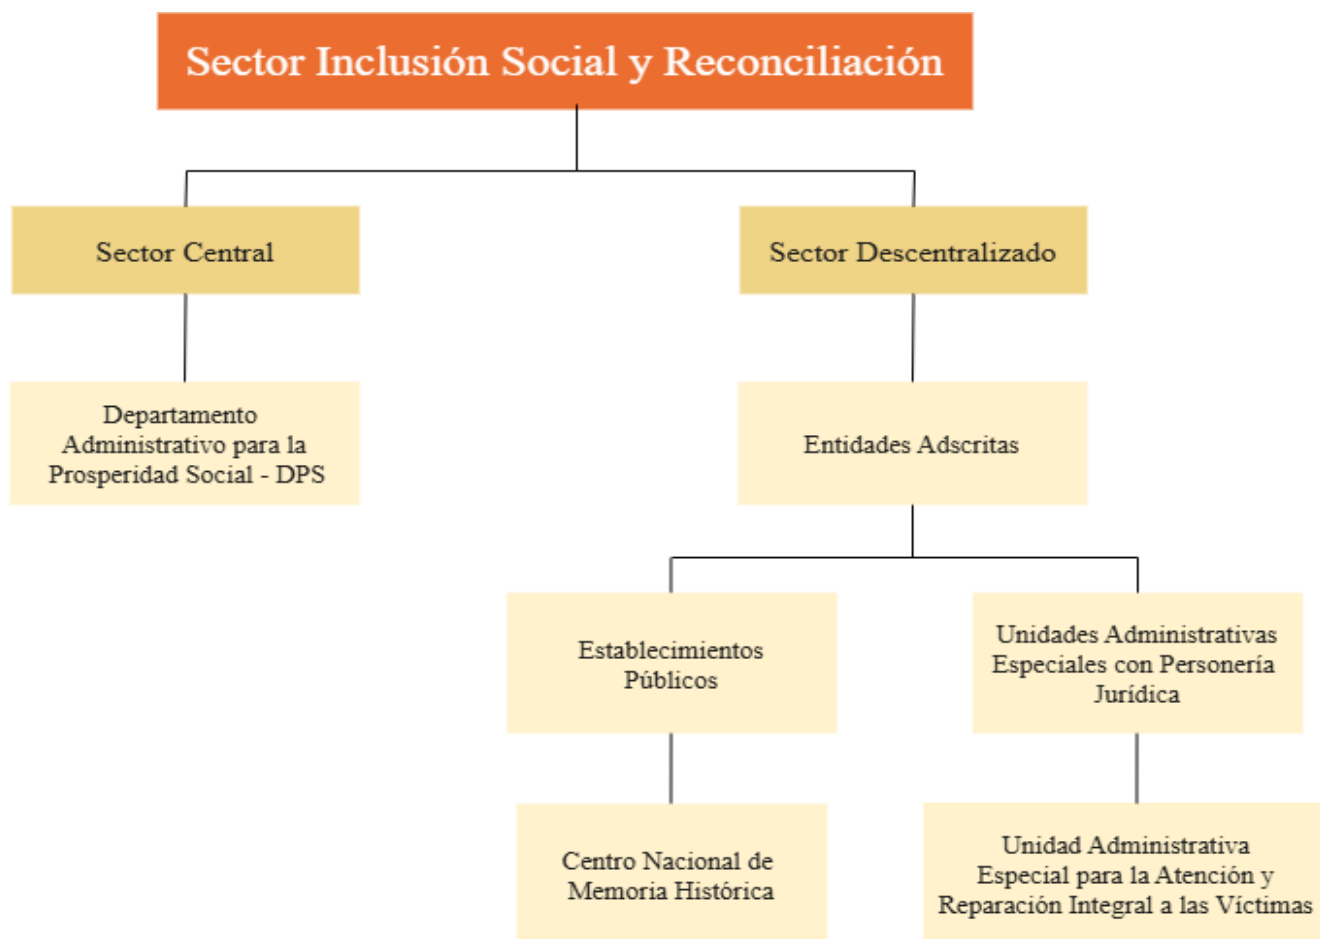 Sector Inclusión Social y Reconciliación
Sector Central
Sector Descentralizado
Departamento
Administrativo para la
Prosperidad Social - DPS
Entidades Adscritas
Establecimientos
Públicos
Unidades Administrativas
Especiales con Personería
Jurídica
Centro Nacional de
Memoria Histórica
Unidad Administrativa
Especial para la Atención y
Reparación Integral a las Víctimas